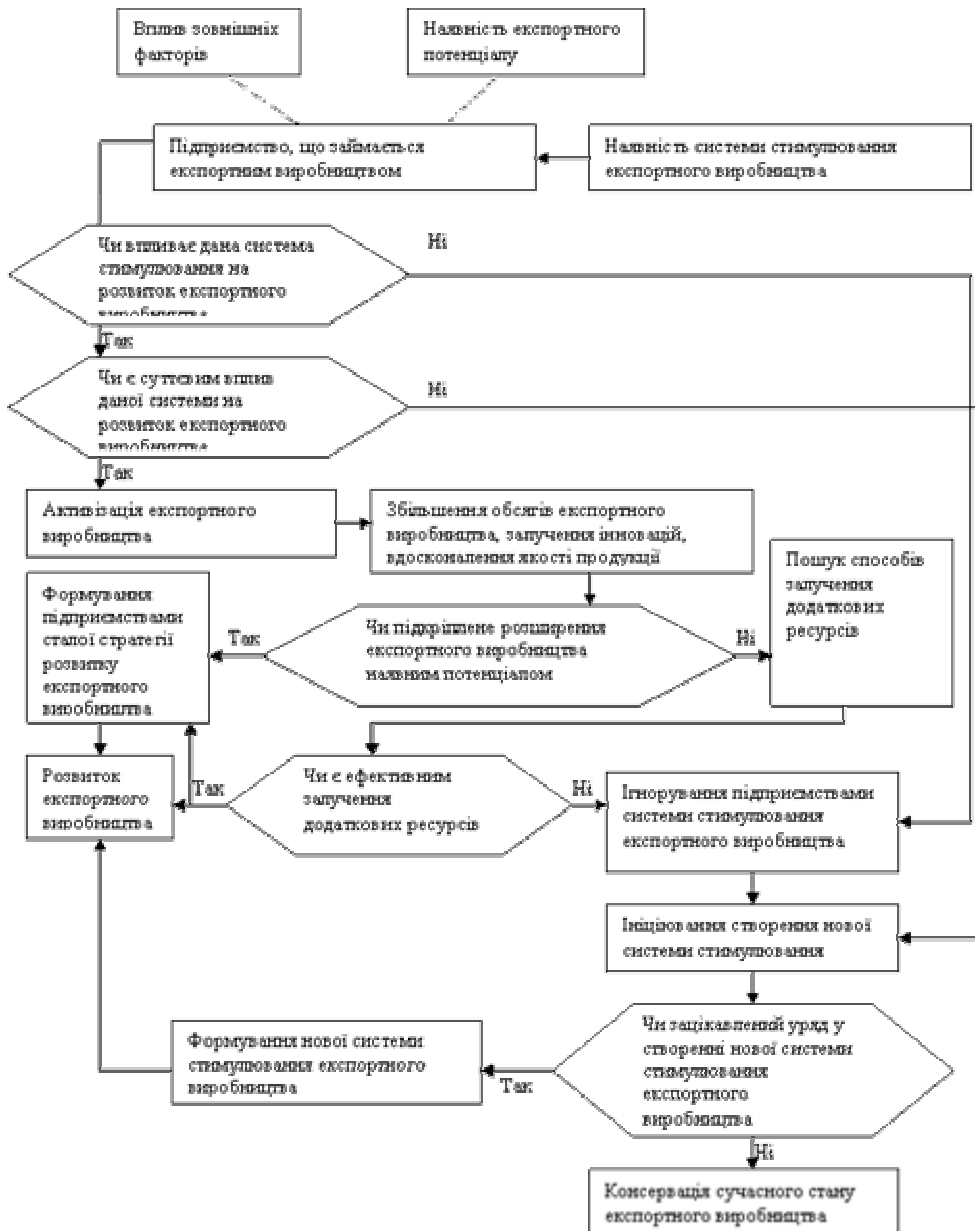 Вплив зовнішніх
факторів
Наявність експортного
потенціалу
Підприємство, що займається
експортним виробництвом
Наявність системи стимулювання
експортного виробництва
Чи впливає дана система
стимулювання на
розвиток експортного
виробництва
Ні
Так
Чи є суттєвим вплив
даної системи на
розвиток експортного
виробництва
Ні
Так
Активізація експортного
виробництва
Збільшення обсягів експортного
виробництва, залучення інновацій,
вдосконалення якості продукції
Пошук способів
залучення
додаткових
ресурсів
Формування
підприємствами
сталої стратегії
розвитку
експортного
виробництва
Так
Чи підкріплене розширення
експортного виробництва
наявним потенціалом
Ні
Розвиток
експортного
виробництва
Так
Чи є ефективним
залучення
додаткових ресурсів
Ні
Ігнорування підприємствами
системи стимулювання
експортного виробництва
Ініціювання створення нової
системи стимулювання
Формування нової системи
стимулювання експортного
виробництва
Так
Чи зацікавлений уряд у
створенні нової системи
стимулювання
експортного
виробництва
Ні
Консервація сучасного стану
експортного виробництва